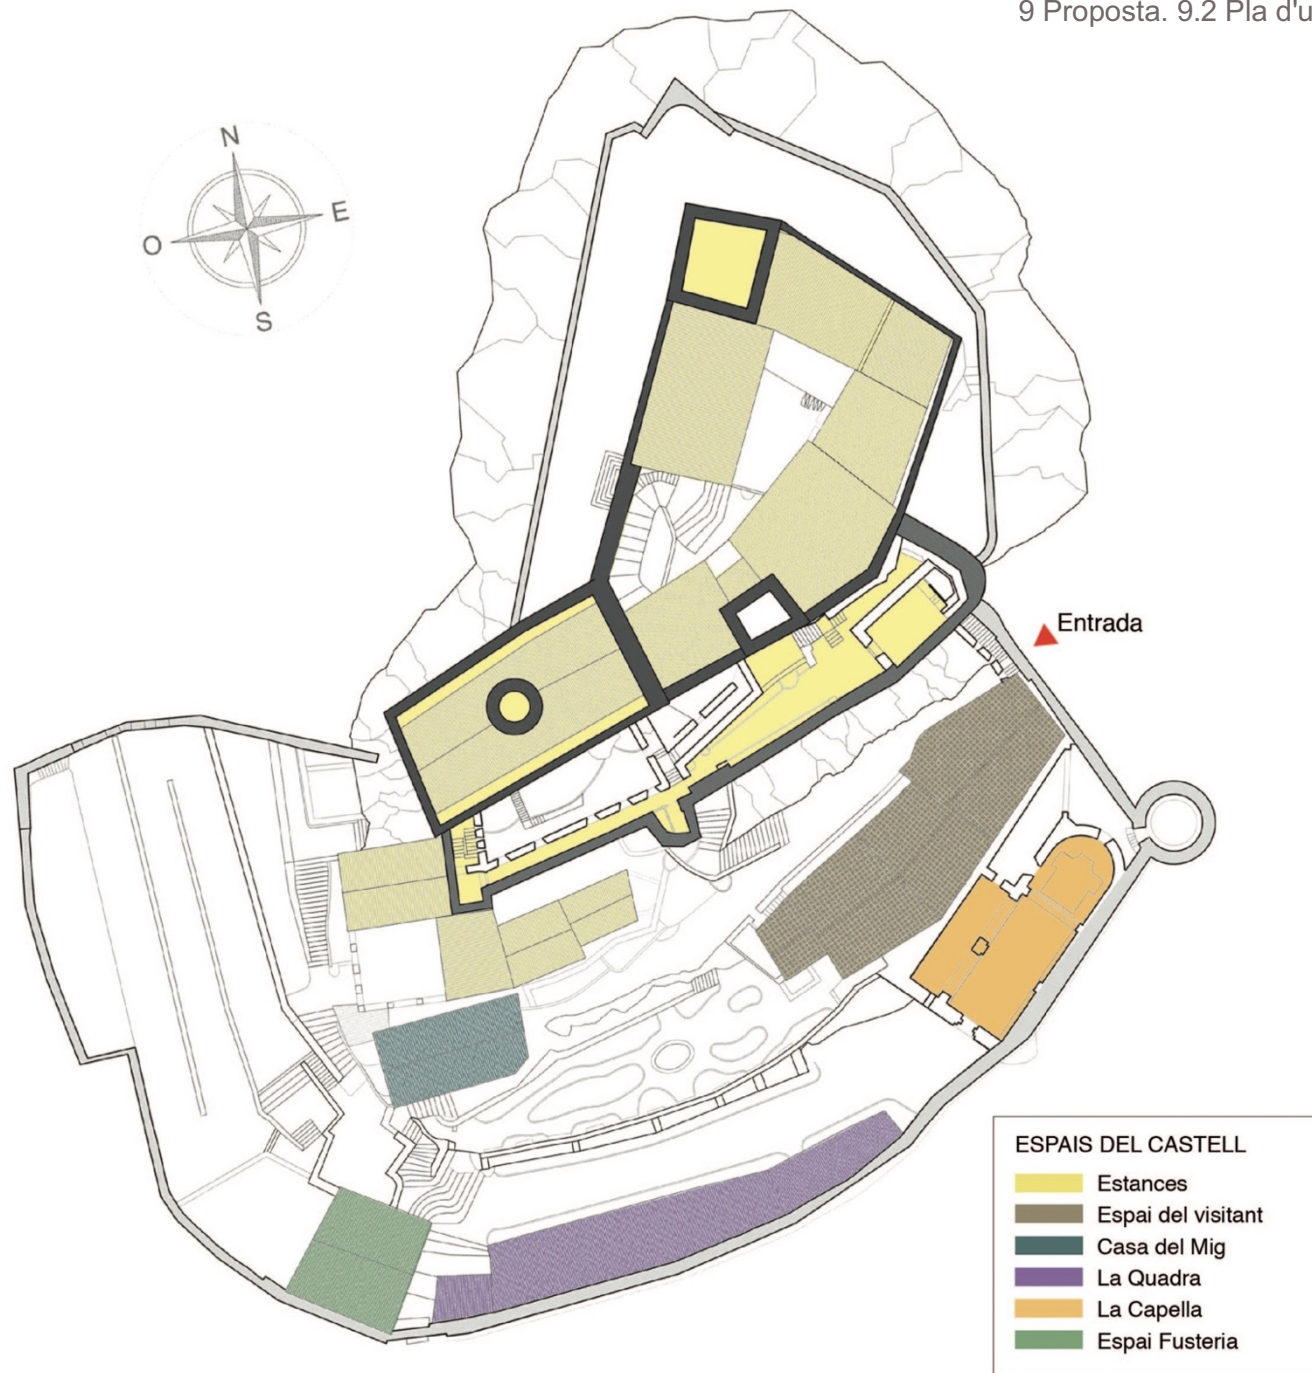 9 Proposta. 9.2 Pla d'u
N
E
O
S
Entrada
ESPAIS DEL CASTELL
Estances
Espai del visitant
Casa del Mig
La Quadra
La Capella
Espai Fusteria